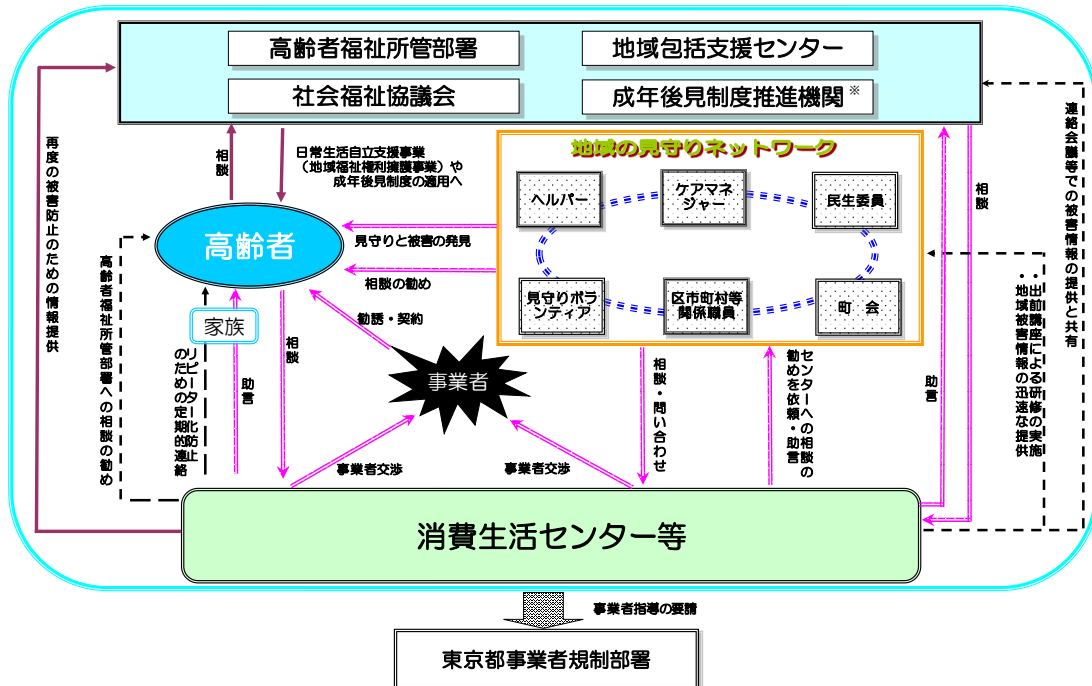 高齢者福祉所管部署
地域包括支援センター
社会福祉協議会
成年後見制度推進機関※
再度の被害防止のための情報提供
相談
日常生活自立支援事業
（地域福祉権利擁護事業）や
成年後見制度の適用へ
地域の見守りネットワーク
ヘルパー
ケアマネ
ジャー
民生委員
見守りボラ
ンティア
区市町村等
関係職員
町 会
高齢者
見守りと被害の発見
相談の勧め
勧誘・契約
家族
事業者
高齢者福祉所管部署への相談の勧め
リピーター化防止
のための定期的連絡
助言
相談
事業者交渉
事業者交渉
相談・問い合わせ
センターへの相談の
勧めを依頼・助言
助言
相談
・出前講座による研修の実施
・地域被害情報の迅速な提供
連絡会議等での被害情報の提供と共有
消費生活センター等
事業者指導の要請
東京都事業者規制部署